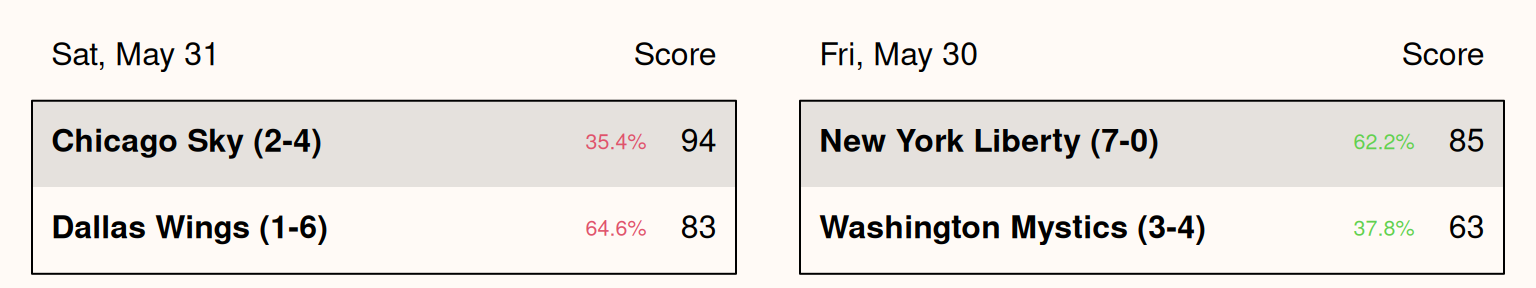 Sat, May 31 Score
Chicago Sky (2-4) 35.4% 94
Dallas Wings (1-6) 64.6% 83
Fri, May 30 Score
New York Liberty (7-0) 62.2% 85
Washington Mystics (3-4) 37.8% 63